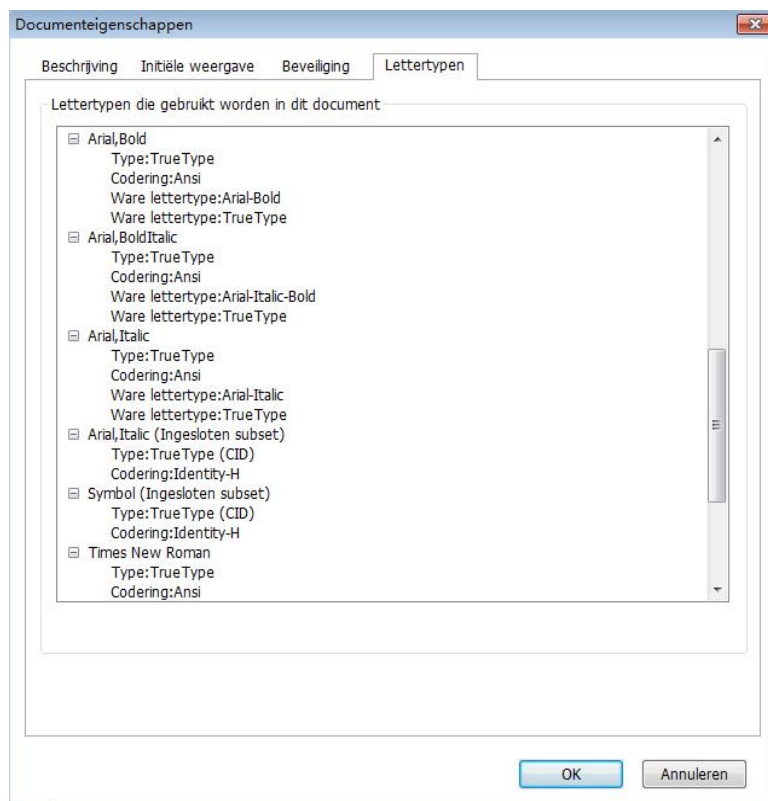 Documenteigenschappen
Beschrijving Initiële weergave Beveiliging Lettertypen
Lettertypen die gebruikt worden in dit document
Arial,Bold
Type:TrueType
Codering:Ansi
Ware lettertype:Arial-Bold
Ware lettertype:TrueType
Arial,BoldItalic
Type:TrueType
Codering:Ansi
Ware lettertype:Arial-Italic-Bold
Ware lettertype:TrueType
Arial,Italic
Type:TrueType
Codering:Ansi
Ware lettertype:Arial-Italic
Ware lettertype:TrueType
Arial,Italic (Ingesloten subset)
Type:TrueType (CID)
Codering:Identity-H
Symbol (Ingesloten subset)
Type:TrueType (CID)
Codering:Identity-H
Times New Roman
Type:TrueType
Codering:Ansi
OK Annuleren